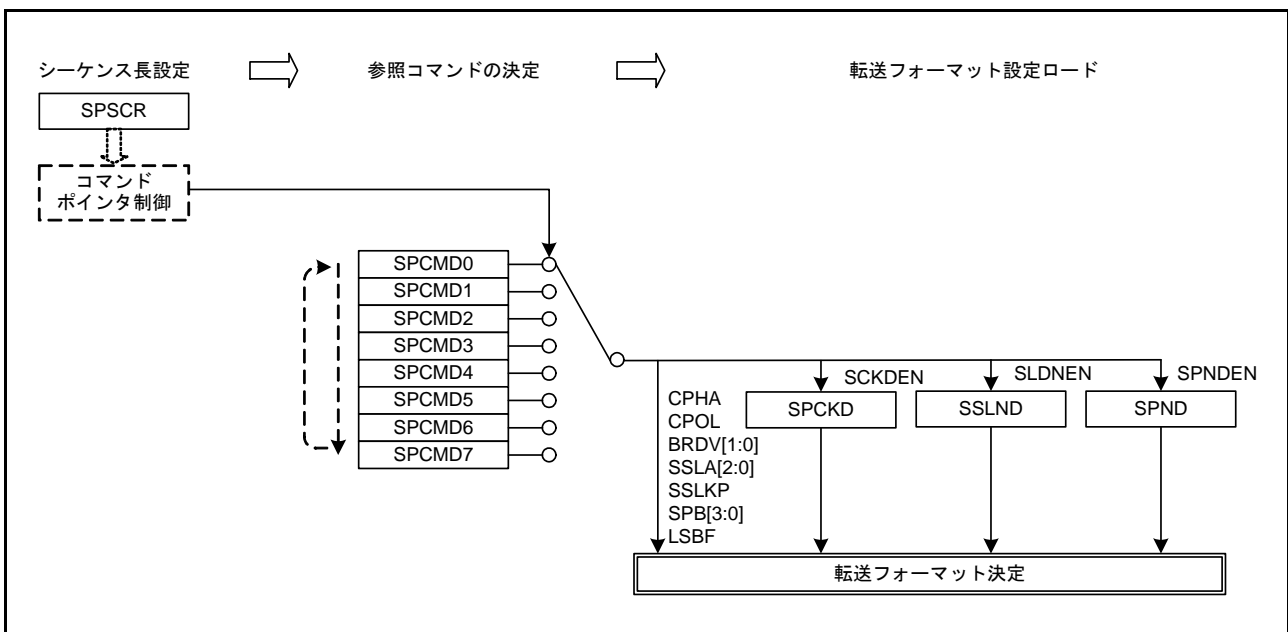 シーケンス長設定
参照コマンドの決定
転送フォーマット設定ロード
SPSCR
コマンド
ポインタ制御
SPCMD0
SPCMD1
SPCMD2
SPCMD3
SPCMD4
SPCMD5
SPCMD6
SPCMD7
CPHA
CPOL
BRDV[1:0]
SSLA[2:0]
SSLKP
SPB[3:0]
LSBF
SCKDEN
SPCKD
SLDNEN
SSLND
SPNDEN
SPND
転送フォーマット決定